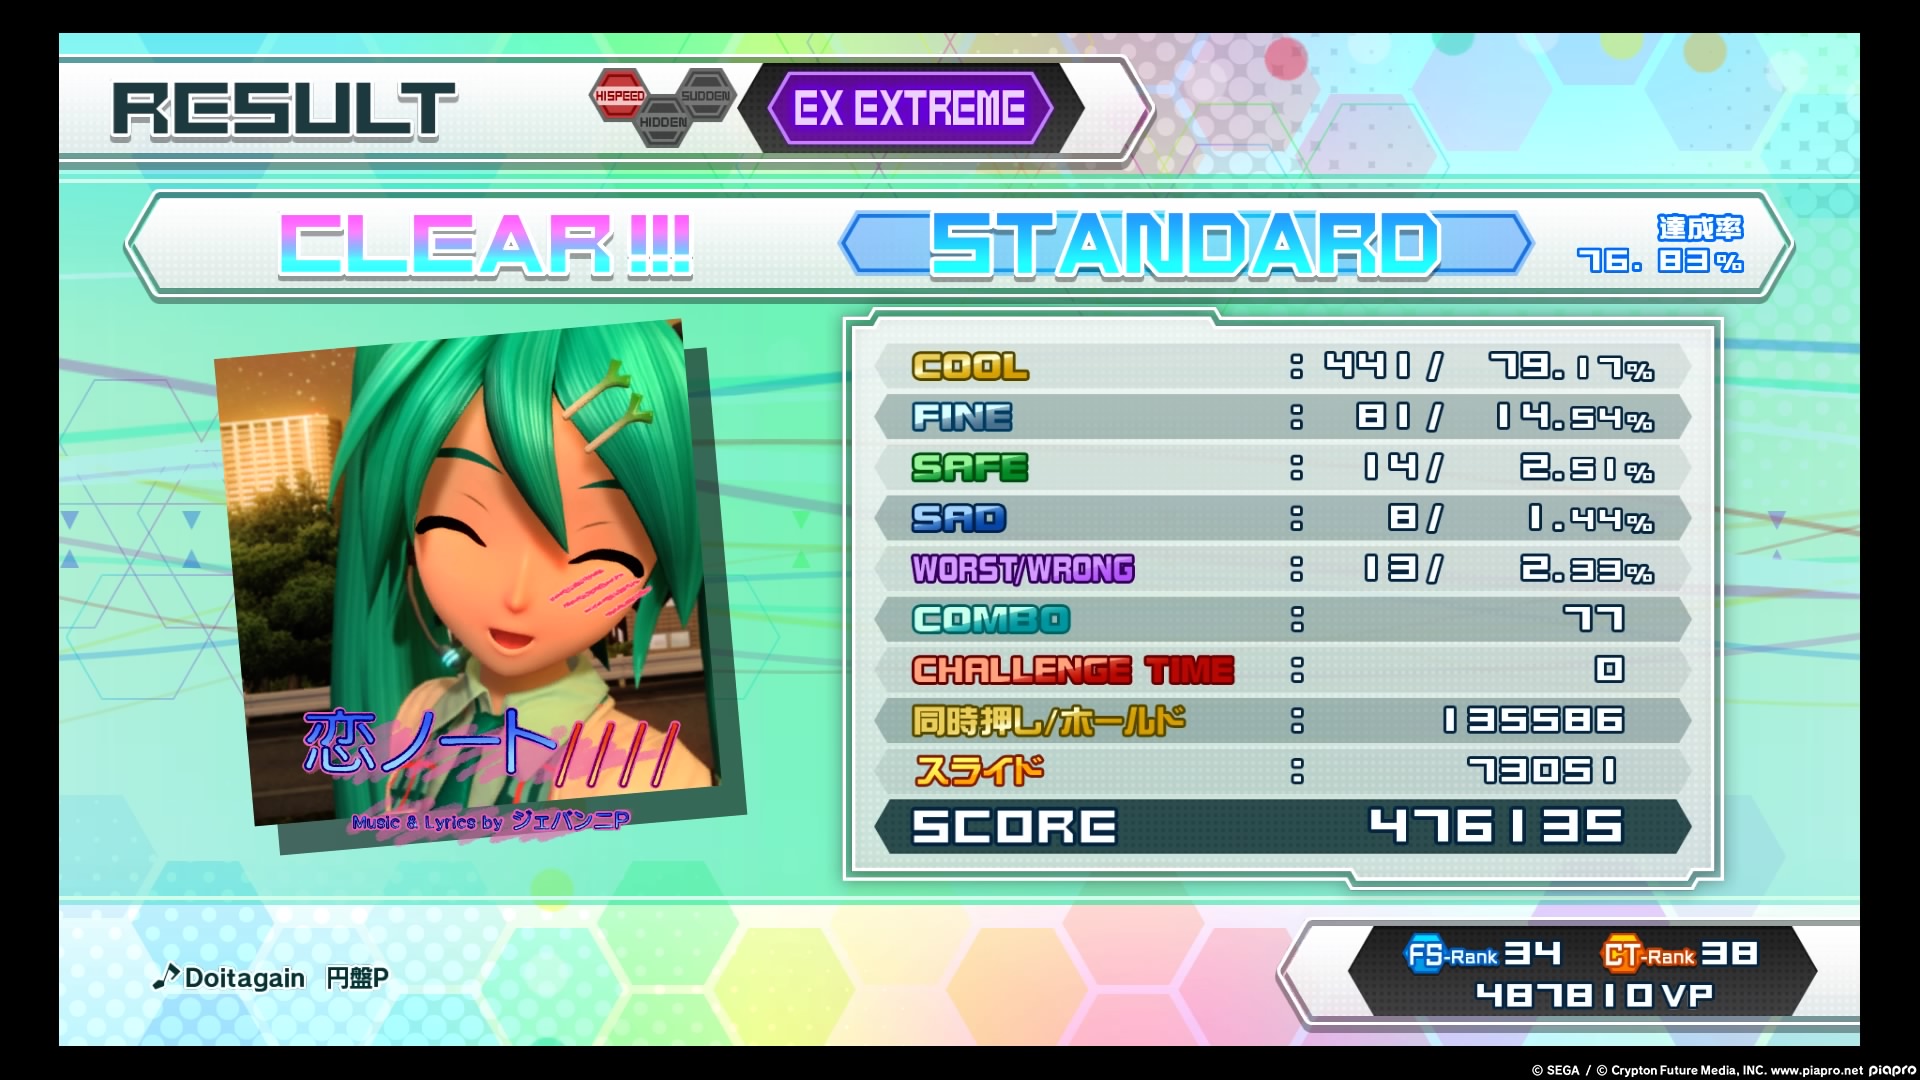 RESULT
HISPEED
HIDDEN
SUDDEN
EX EXTREME
CLEAR!!!
STANDARD
達成率
76.83%
COOL : 441/ 79.17%
FINE : 81/ 14.54%
SAFE : 14/ 2.51%
SAD : 8/ 1.44%
WORST/WRONG : 13/ 2.33%
COMBO : 77
CHALLENGE TIME : 0
同時押し/ホールド : 135586
スライド : 73051
SCORE 476135
恋ノート////
Music & Lyrics by ジェバンニP
♪Doitagain 円盤P
FS-Rank 34 CT-Rank 38
487810VP
© SEGA / © Crypton Future Media, INC. www.piapro.net piapro